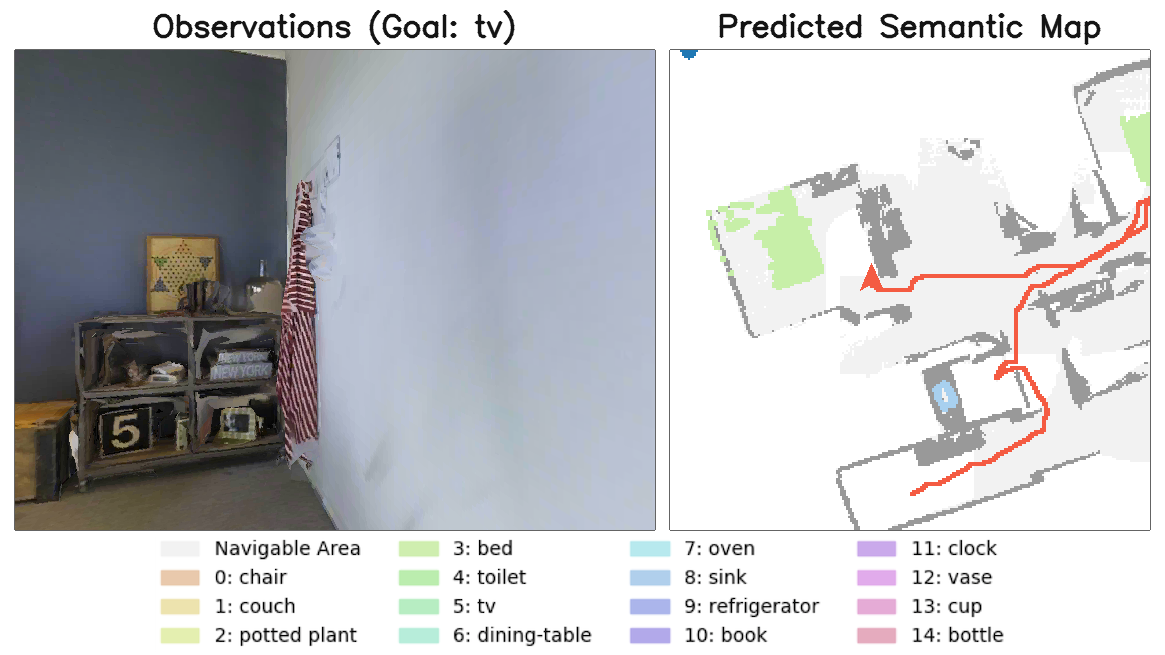 Observations (Goal: tv)
Predicted Semantic Map
NEW YORK
NEW YORK
5
Navigable Area
0: chair
1: couch
2: potted plant
3: bed
4: toilet
5: tv
6: dining-table
7: oven
8: sink
9: refrigerator
10: book
11: clock
12: vase
13: cup
14: bottle